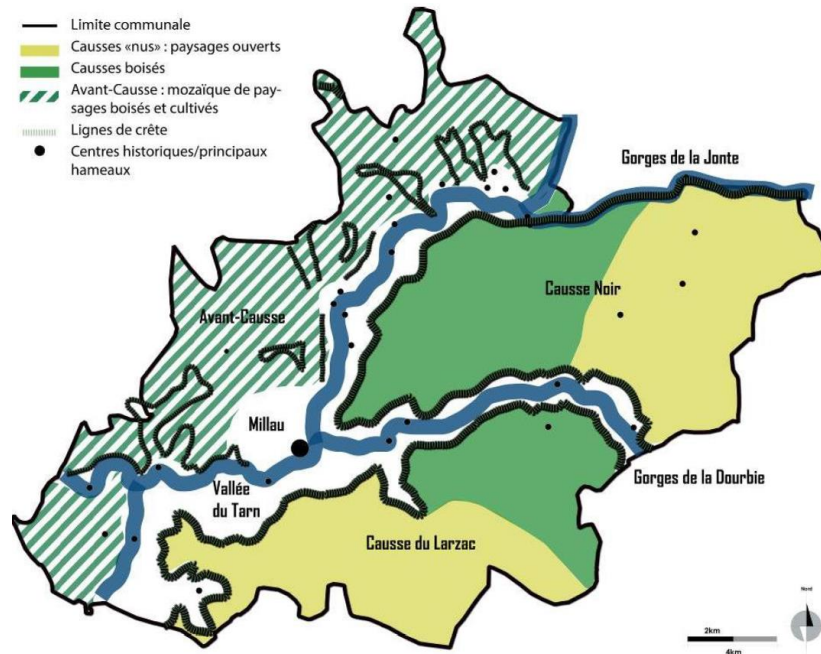 Limite communale
Causses «nus» : paysages ouverts
Causses boisés
Avant-Causse : mozaïque de pay-
sages boisés et cultivés
Lignes de crête
Centres historiques/principaux
hameaux
Gorges de la Jonte
Causse Noir
Avant-Causse
Millau
Gorges de la Dourbie
Vallée
du Tarn
Causse du Larzac
Nord
2km
4km